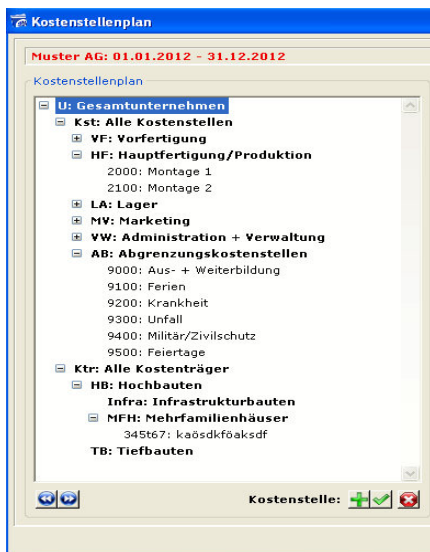 Kostenstellenplan
Muster AG: 01.01.2012 - 31.12.2012
Kostenstellenplan
U: Gesamtunternehmen
Kst: Alle Kostenstellen
VF: Vorfertigung
HF: Hauptfertigung/Produktion
2000: Montage 1
2100: Montage 2
LA: Lager
MV: Marketing
VW: Administration + Verwaltung
AB: Abgrenzungskostenstellen
9000: Aus- + Weiterbildung
9100: Ferien
9200: Krankheit
9300: Unfall
9400: Militär/Zivilschutz
9500: Feiertage
Ktr: Alle Kostenträger
HB: Hochbauten
Infra: Infrastrukturbauten
MFH: Mehrfamilienhäuser
345t67: kaösdkföaksdf
TB: Tiefbauten
Kostenstelle: